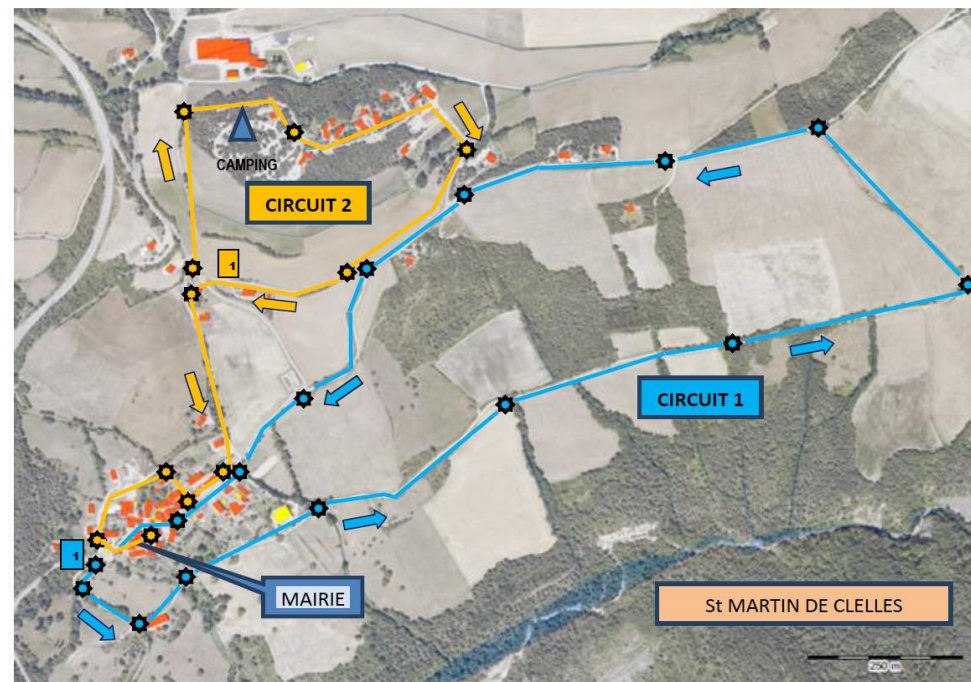 CAMPING
CIRCUIT 2
1
CIRCUIT 1
1
MAIRIE
St MARTIN DE CLELLES
250 m